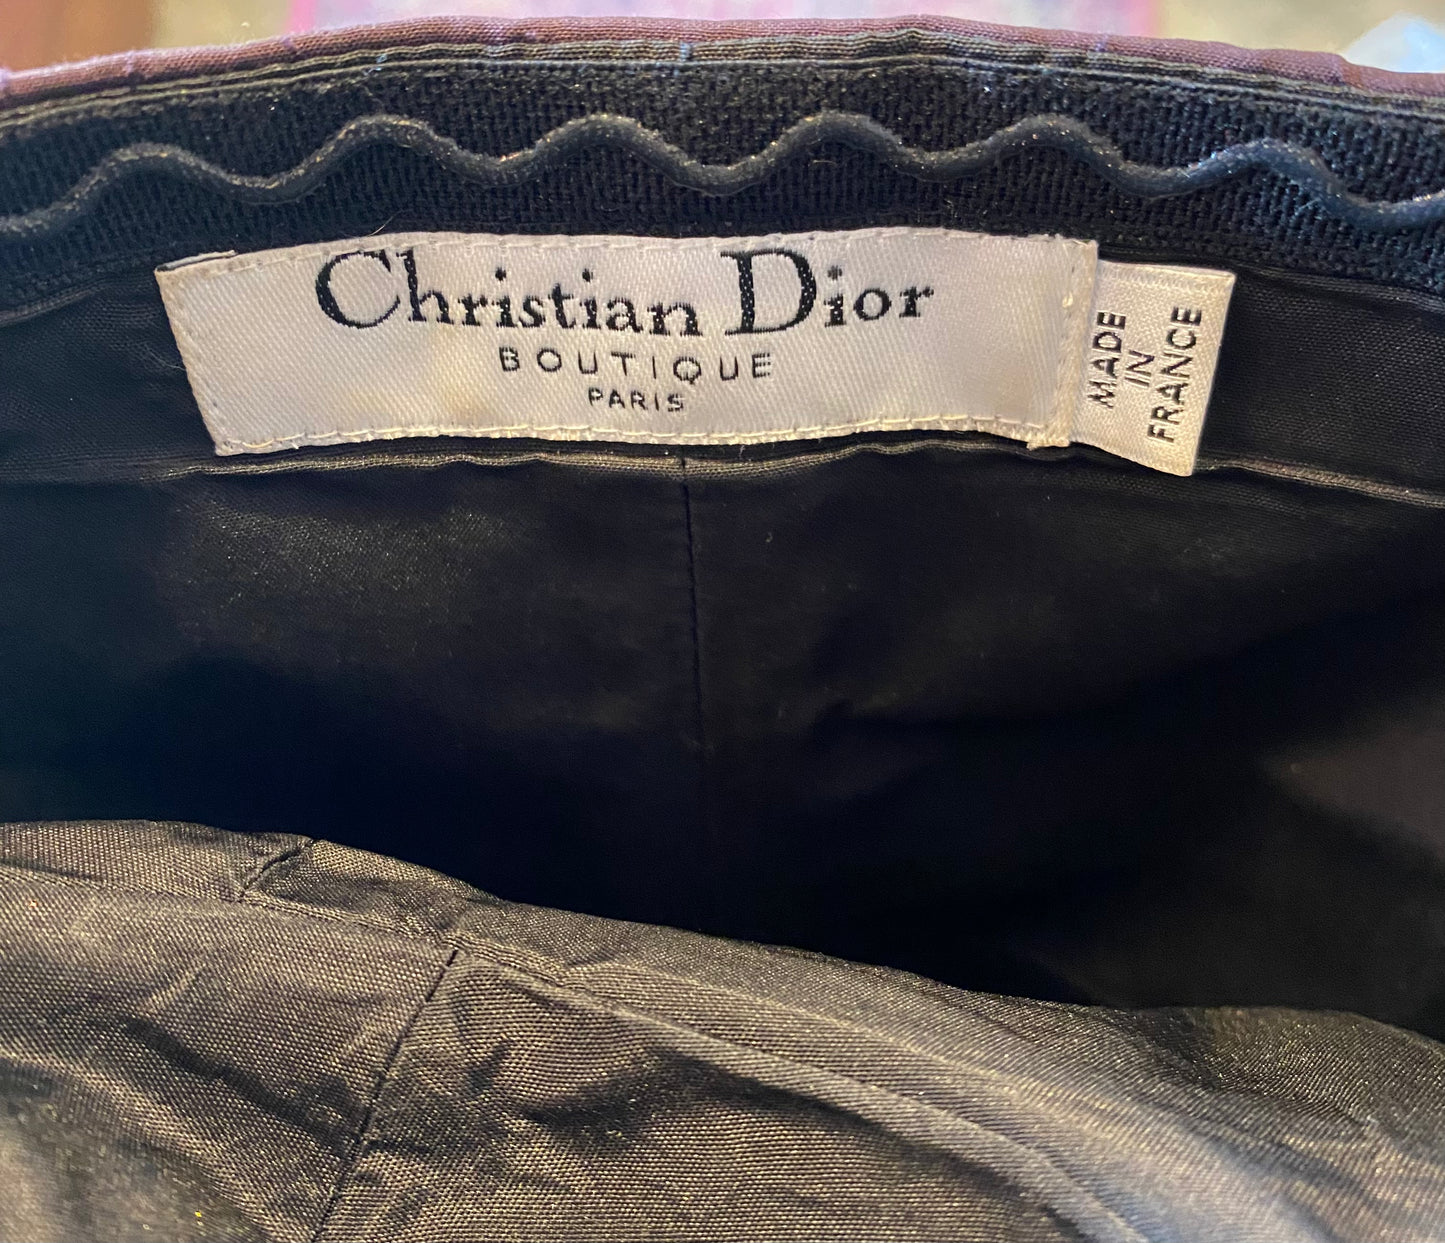 Christian Dior
BOUTIQUE
PARIS
MADE
IN
FRANCE